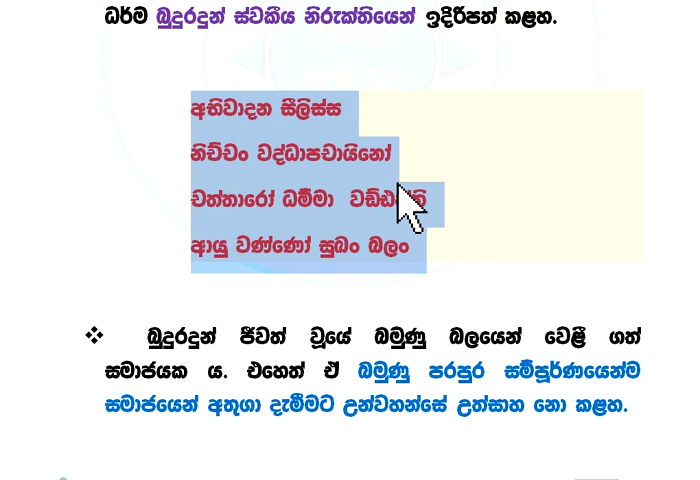 ධර්ම බුදුරදුන් ස්වකීය නිරුක්තියෙන් ඉදිරිපත් කළහ.
අභිවාදන සීලිස්ස
නිච්චං වද්ධාපචායිනෝ
චත්තාරෝ ධම්මා
ආයු වණ්ණෝ සුඛං බලං
❖ බුදුරදුන් ජීවත් වූයේ බමුණු බලයෙන් වෙළී ගත්
සමාජයක ය. එහෙත් ඒ බමුණු පරපුර සම්පූර්ණයෙන්ම
සමාජයෙන් අතුගා දැමීමට උන්වහන්සේ උත්සාහ නො කළහ.